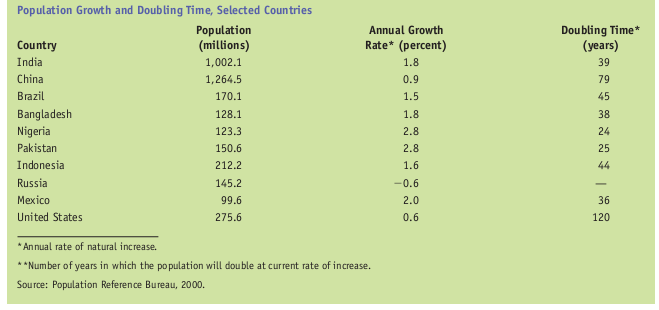 Population Growth and Doubling Time, Selected Countries
Population Annual Growth Doubling Time*
Country (millions) Rate* (percent) (years)
India 1,002.1 1.8 39
China 1,264.5 0.9 79
Brazil 170.1 1.5 45
Bangladesh 128.1 1.8 38
Nigeria 123.3 2.8 24
Pakistan 150.6 2.8 25
Indonesia 212.2 1.6 44
Russia 145.2 −0.6 —
Mexico 99.6 2.0 36
United States 275.6 0.6 120
*Annual rate of natural increase.
**Number of years in which the population will double at current rate of increase.
Source: Population Reference Bureau, 2000.